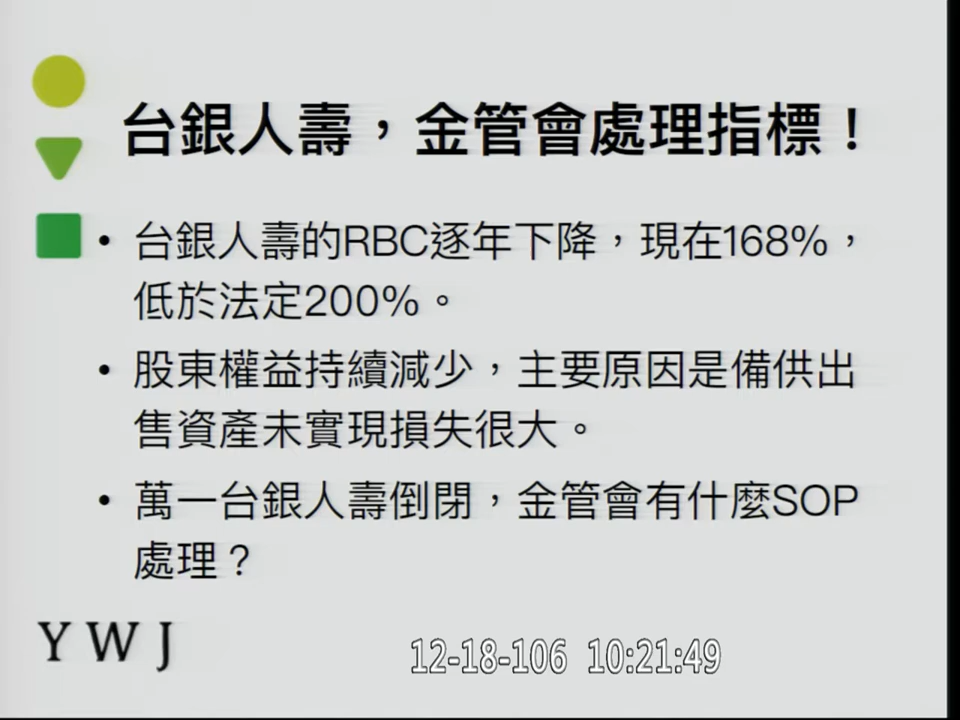 台銀人壽，金管會處理指標！
• 台銀人壽的RBC逐年下降，現在168%，
低於法定200%。
• 股東權益持續減少，主要原因是備供出
售資產未實現損失很大。
• 萬一台銀人壽倒閉，金管會有什麼SOP
處理？
Y W J
12-18-106 10:21:49